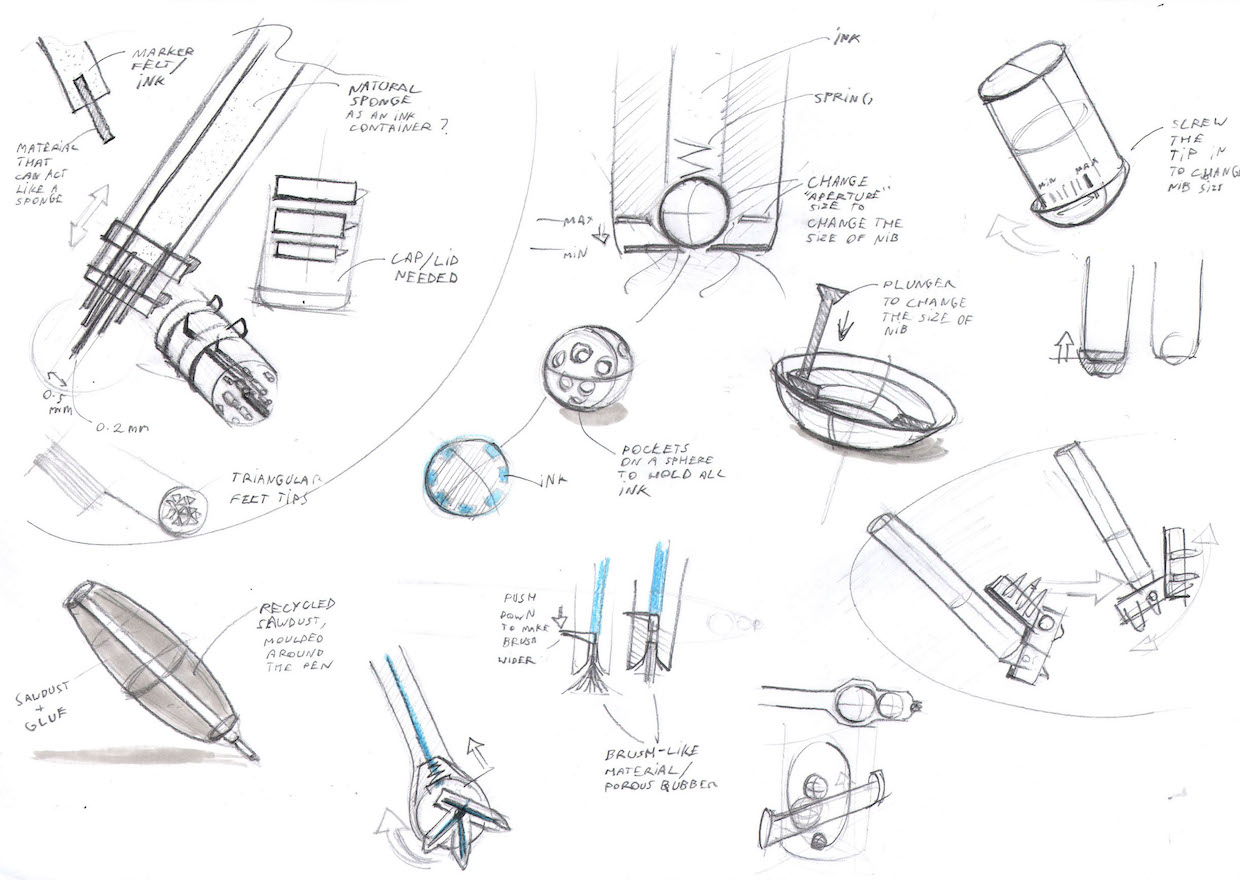 MARKER
FELT/
INK
MATERIAL
THAT
CAN ACT
LIKE A
SPONGE
NATURAL
SPONGE
AS AN INK
CONTAINER?
CAP/LID
NEEDED
0.5
mm
0.2 mm
TRIANGULAR
FELT TIPS
INK
SPRING
CHANGE
"APERTURE"
SIZE TO
CHANGE THE
SIZE OF NIB
MAX
MIN
SCREW
THE
TIP IN
TO CHANGE
NIB SIZE
MIN
MAX
PLUNGER
TO CHANGE
THE SIZE OF
NIB
POCKETS
ON A SPHERE
TO HOLD ALL
INK
INK
RECYCLED
SAWDUST,
MOULDED
AROUND
THE PEN
SAWDUST
+
GLUE
PUSH
DOWN
TO MAKE
BRUSH
WIDER
BRUSH-LIKE
MATERIAL/
POROUS RUBBER